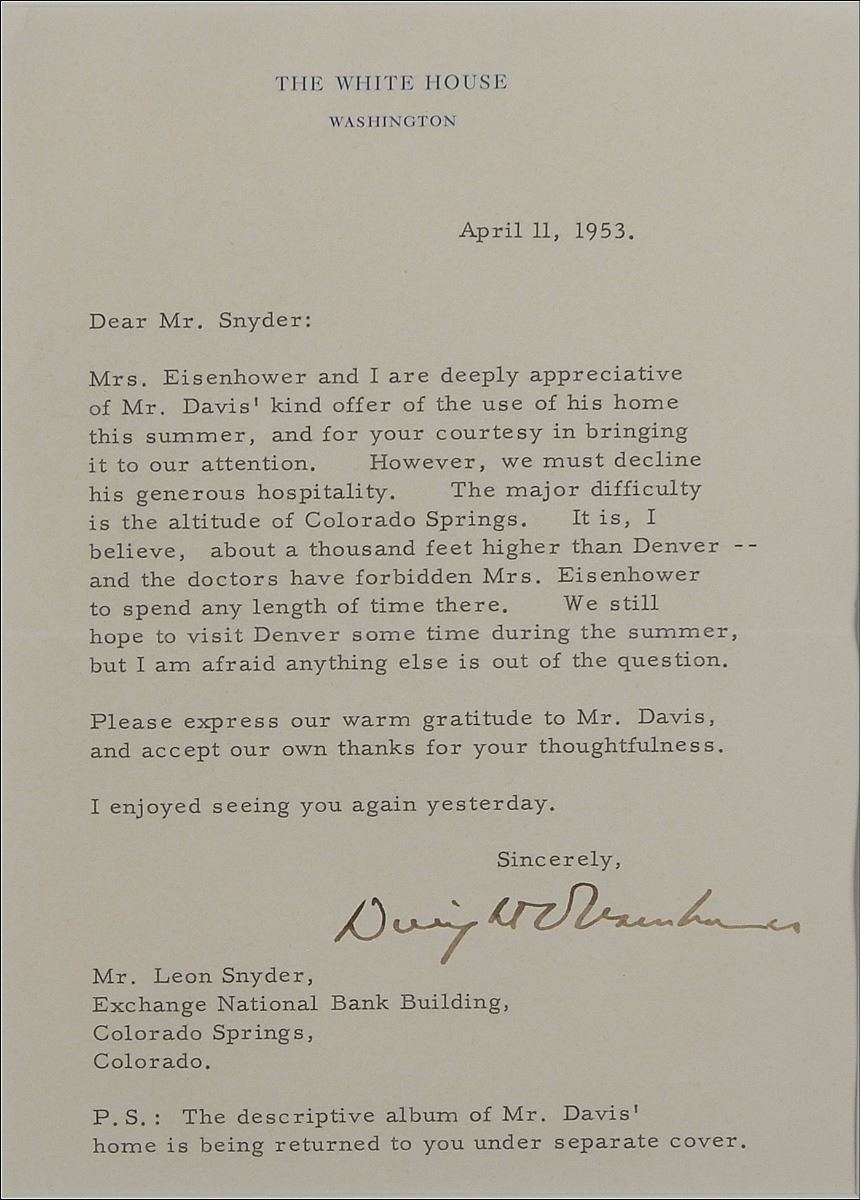 THE WHITE HOUSE
WASHINGTON
April 11, 1953.
Dear Mr. Snyder:
Mrs. Eisenhower and I are deeply appreciative
of Mr. Davis' kind offer of the use of his home
this summer, and for your courtesy in bringing
it to our attention. However, we must decline
his generous hospitality. The major difficulty
is the altitude of Colorado Springs. It is, I
believe, about a thousand feet higher than Denver --
and the doctors have forbidden Mrs. Eisenhower
to spend any length of time there. We still
hope to visit Denver some time during the summer,
but I am afraid anything else is out of the question.
Please express our warm gratitude to Mr. Davis,
and accept our own thanks for your thoughtfulness.
I enjoyed seeing you again yesterday.
Sincerely,
Dwight D Eisenhower
Mr. Leon Snyder,
Exchange National Bank Building,
Colorado Springs,
Colorado.
P.S.: The descriptive album of Mr. Davis'
home is being returned to you under separate cover.